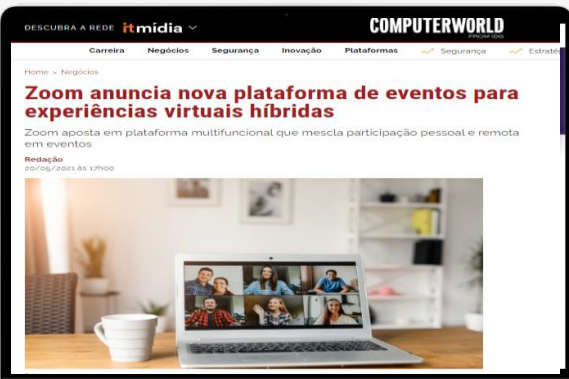 DESCUBRA A REDE itmídia
COMPUTERWORLD
FROM IDG
Carreira Negócios Segurança Inovação Plataformas Segurança Estraté
Home > Negócios
Zoom anuncia nova plataforma de eventos para
experiências virtuais híbridas
Zoom aposta em plataforma multifuncional que mescla participação pessoal e remota
em eventos
Redação
20/05/2021 às 17h00